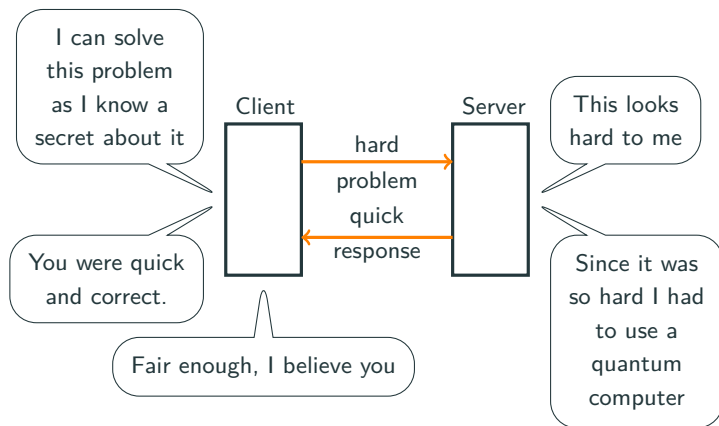 I can solve
this problem
as I know a
secret about it
Client
Server
This looks
hard to me
hard
problem
quick
response
You were quick
and correct.
Since it was
so hard I had
to use a
quantum
computer
Fair enough, I believe you